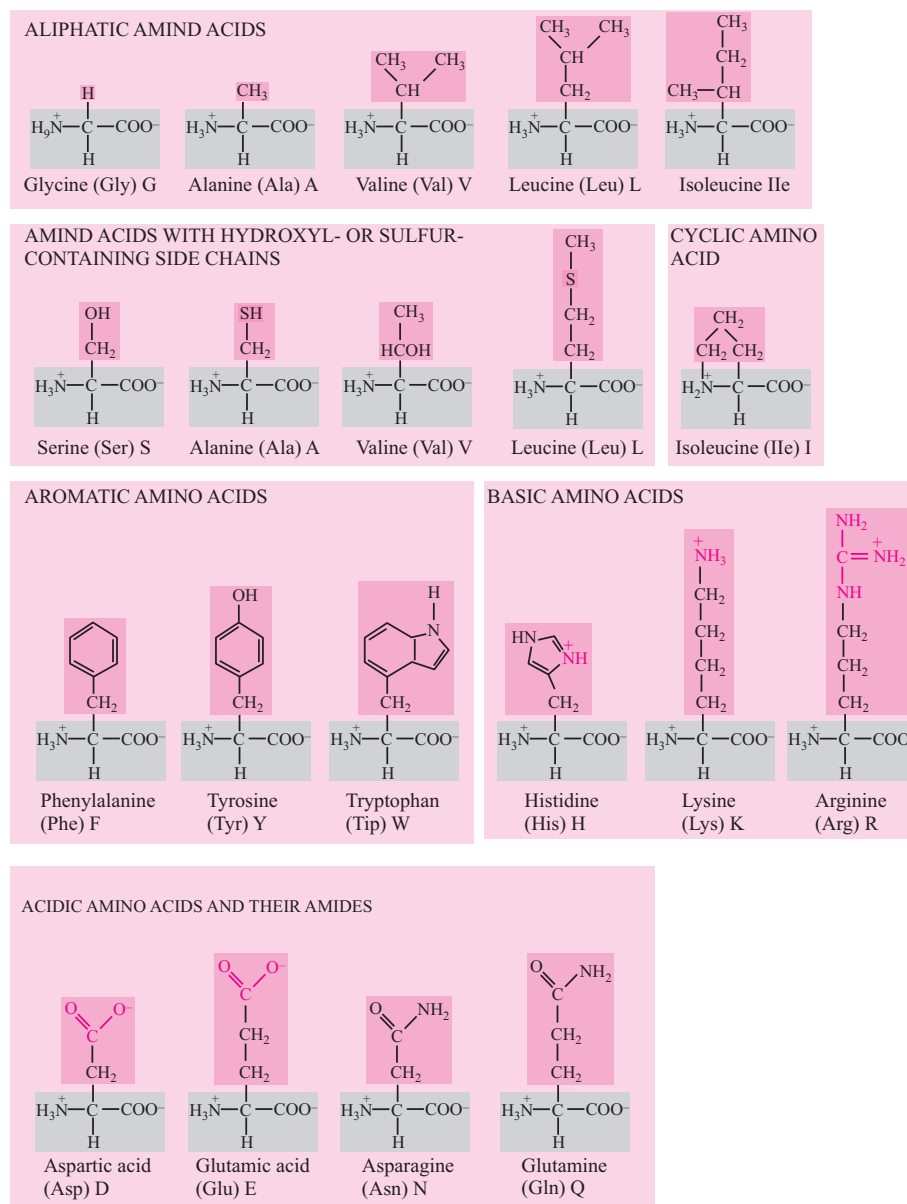 ALIPHATIC AMIND ACIDS
H
CH3
CH3 CH3
CH
CH3 CH3
CH
CH2
CH3
CH2
CH3—CH
H9N+—C—COO−
H
H3N+—C—COO−
H
H3N+—C—COO−
H
H3N+—C—COO−
H
H3N+—C—COO−
H
Glycine (Gly) G
Alanine (Ala) A
Valine (Val) V
Leucine (Leu) L
Isoleucine IIe
AMIND ACIDS WITH HYDROXYL- OR SULFUR-
CONTAINING SIDE CHAINS
OH
CH2
SH
CH2
CH3
HCOH
CH3
S
CH2
CH2
H3N+—C—COO−
H
H3N+—C—COO−
H
H3N+—C—COO−
H
H3N+—C—COO−
H
Serine (Ser) S
Alanine (Ala) A
Valine (Val) V
Leucine (Leu) L
CYCLIC AMINO
ACID
CH2
CH2 CH2
H2N+ C—COO−
H
Isoleucine (IIe) I
AROMATIC AMINO ACIDS
CH2
OH
CH2
H
N
CH2
H3N+—C—COO−
H
H3N+—C—COO−
H
H3N+—C—COO−
H
Phenylalanine
(Phe) F
Tyrosine
(Tyr) Y
Tryptophan
(Tip) W
BASIC AMINO ACIDS
HN
NH+
CH2
+NH3
CH2
CH2
CH2
CH2
NH2
C=+NH2
NH
CH2
CH2
CH2
H3N+—C—COO−
H
H3N+—C—COO−
H
H3N+—C—COO
H
Histidine
(His) H
Lysine
(Lys) K
Arginine
(Arg) R
ACIDIC AMINO ACIDS AND THEIR AMIDES
O O−
C
CH2
O O−
C
CH2
CH2
O NH2
C
CH2
O NH2
C
CH2
CH2
H3N+—C—COO−
H
H3N+—C—COO−
H
H3N+—C—COO−
H
H3N+—C—COO−
H
Aspartic acid
(Asp) D
Glutamic acid
(Glu) E
Asparagine
(Asn) N
Glutamine
(Gln) Q